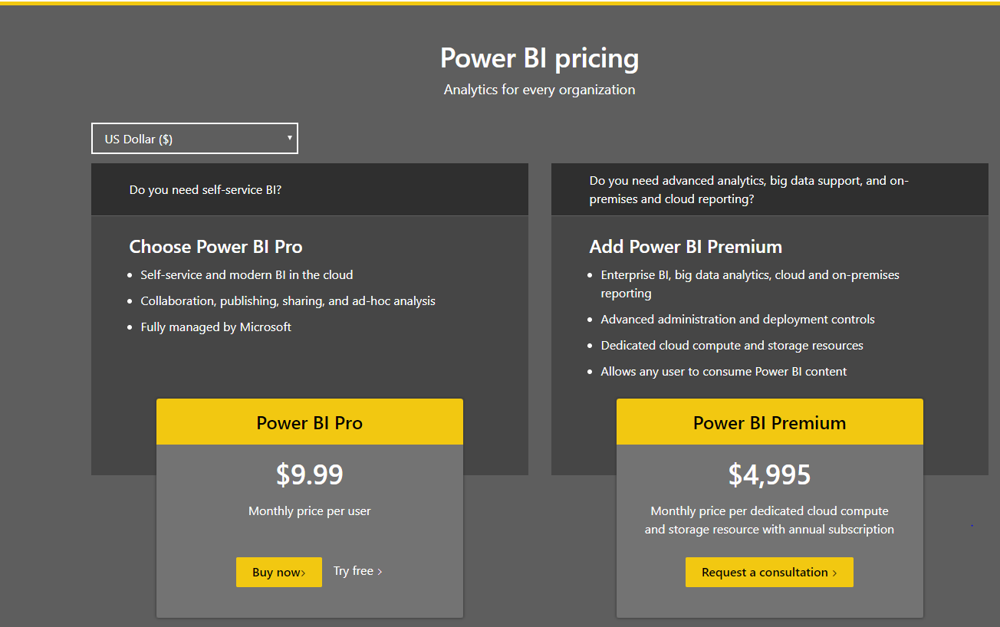 Power BI pricing
Analytics for every organization
US Dollar ($)
Do you need self-service BI?
Choose Power BI Pro
Self-service and modern BI in the cloud
Collaboration, publishing, sharing, and ad-hoc analysis
Fully managed by Microsoft
Power BI Pro
$9.99
Monthly price per user
Buy now›
Try free ›
Do you need advanced analytics, big data support, and on-
premises and cloud reporting?
Add Power BI Premium
Enterprise BI, big data analytics, cloud and on-premises
reporting
Advanced administration and deployment controls
Dedicated cloud compute and storage resources
Allows any user to consume Power BI content
Power BI Premium
$4,995
Monthly price per dedicated cloud compute
and storage resource with annual subscription
Request a consultation ›